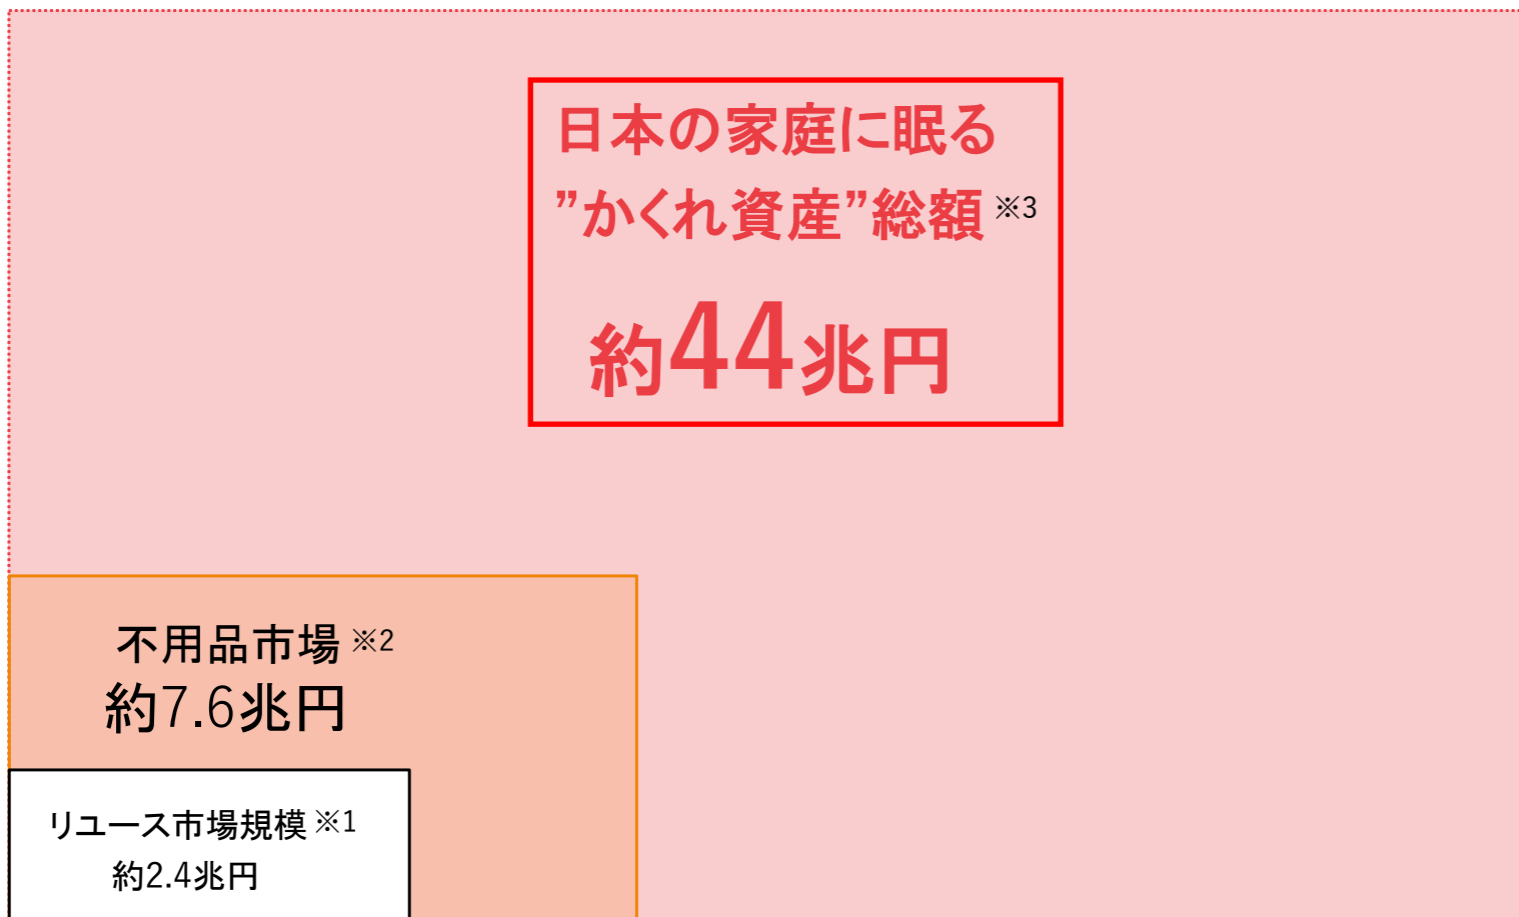 日本の家庭に眠る
”かくれ資産”総額 ※3
約44兆円
不用品市場 ※2
約7.6兆円
リユース市場規模 ※1
約2.4兆円